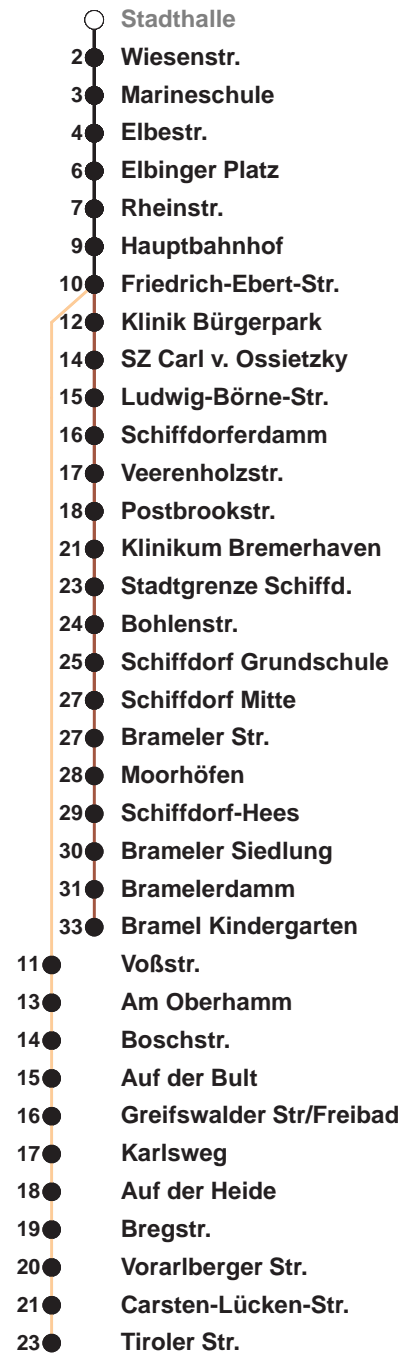 Stadthalle
2 Wiesenstr.
3 Marineschule
4 Elbestr.
6 Elbinger Platz
7 Rheinstr.
9 Hauptbahnhof
10 Friedrich-Ebert-Str.
12 Klinik Bürgerpark
14 SZ Carl v. Ossietzky
15 Ludwig-Börne-Str.
16 Schiffdorferdamm
17 Veerenholzstr.
18 Postbrookstr.
21 Klinikum Bremerhaven
23 Stadtgrenze Schiffd.
24 Bohlenstr.
25 Schiffdorf Grundschule
27 Schiffdorf Mitte
27 Brameler Str.
28 Moorhöfen
29 Schiffdorf-Hees
30 Brameler Siedlung
31 Bramelerdamm
33 Bramel Kindergarten
11 Voßstr.
13 Am Oberhamm
14 Boschstr.
15 Auf der Bult
16 Greifswalder Str/Freibad
17 Karlsweg
18 Auf der Heide
19 Bregstr.
20 Vorarlberger Str.
21 Carsten-Lücken-Str.
23 Tiroler Str.